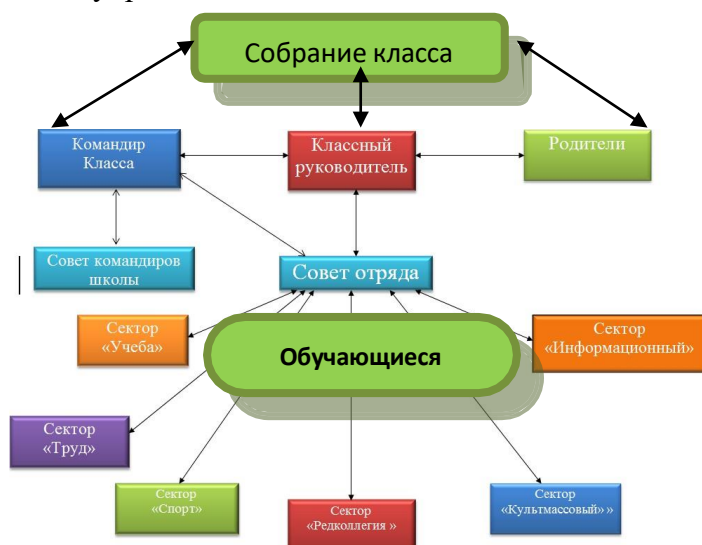 Собрание класса
Командир
Класса
Классный
руководитель
Родители
Совет командиров
школы
Совет отряда
Сектор
«Учеба»
Обучающиеся
Сектор
«Информационный»
Сектор
«Труд»
Сектор
«Спорт»
Сектор
«Редколлегия »
Сектор
«Культмассовый» »